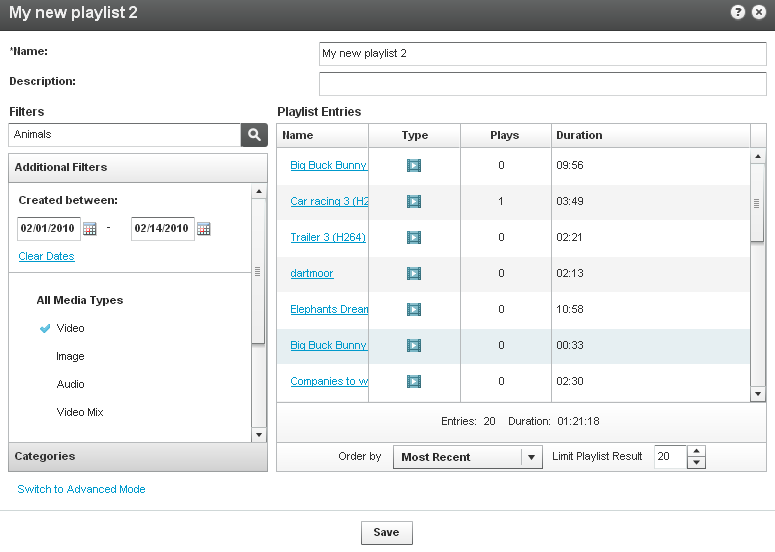 My new playlist 2
*Name:
My new playlist 2
Description:
Filters
Animals
Additional Filters
Created between:
02/01/2010 - 02/14/2010
Clear Dates
All Media Types
Video
Image
Audio
Video Mix
Categories
Switch to Advanced Mode
Playlist Entries
Name Type Plays Duration
Big Buck Bunny 0 09:56
Car racing 3 (H2 1 03:49
Trailer 3 (H264) 0 02:21
dartmoor 0 02:13
Elephants Dream 0 10:58
Big Buck Bunny 0 00:33
Companies to w 0 02:30
Entries: 20 Duration: 01:21:18
Order by Most Recent Limit Playlist Result 20
Save